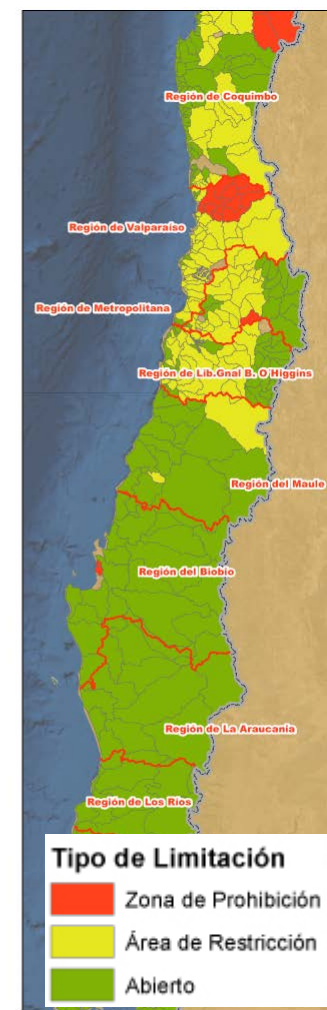 Región de Coquimbo
Región de Valparaíso
Región de Metropolitana
Región de Lib.Gnal B. O'Higgins
Región del Maule
Región del Biobío
Región de La Araucanía
Región de Los Ríos
Tipo de Limitación
Zona de Prohibición
Área de Restricción
Abierto